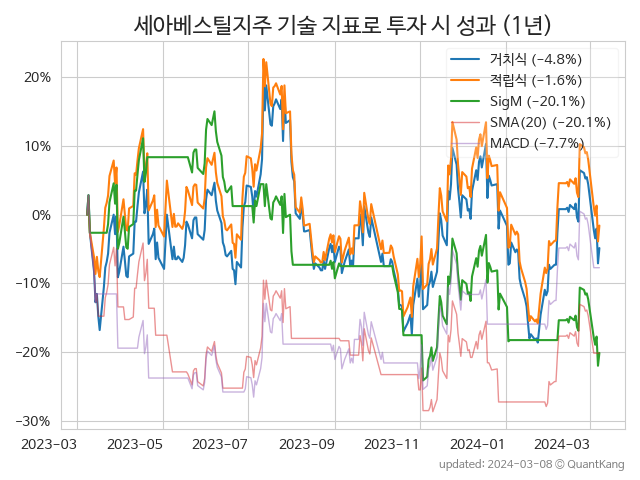 세아베스틸지주 기술 지표로 투자 시 성과 (1년)
거치식 (−4.8%)
적립식 (−1.6%)
SigM (−20.1%)
SMA(20) (−20.1%)
MACD (−7.7%)
20%
10%
0%
−10%
−20%
−30%
2023−03 2023−05 2023−07 2023−09 2023−11 2024−01 2024−03
updated: 2024-03-08 © QuantKang